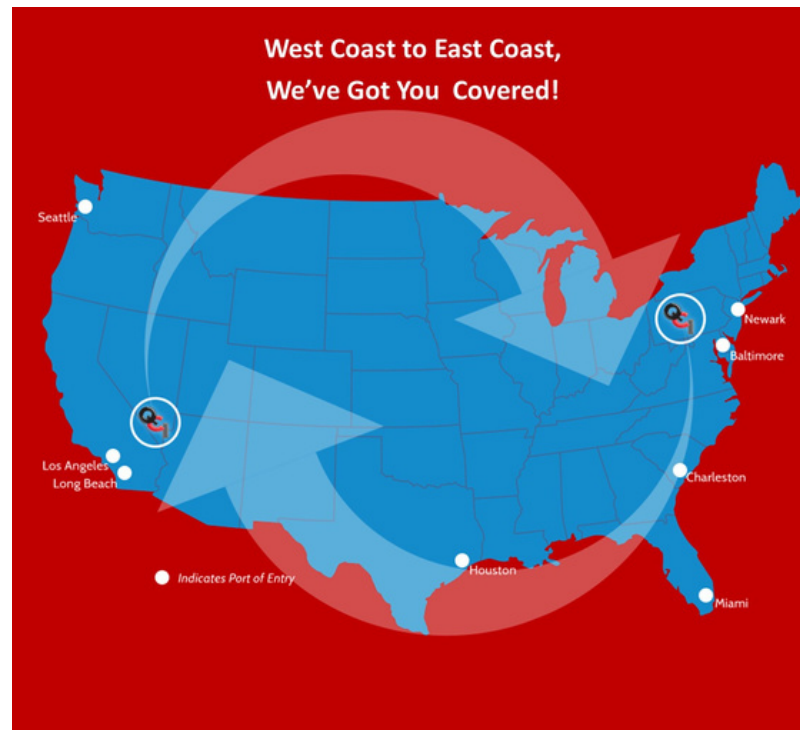 West Coast to East Coast,
We've Got You  Covered!
Seattle
Newark
Baltimore
Los Angeles
Long Beach
Charleston
Houston
Indicates Port of Entry
Miami